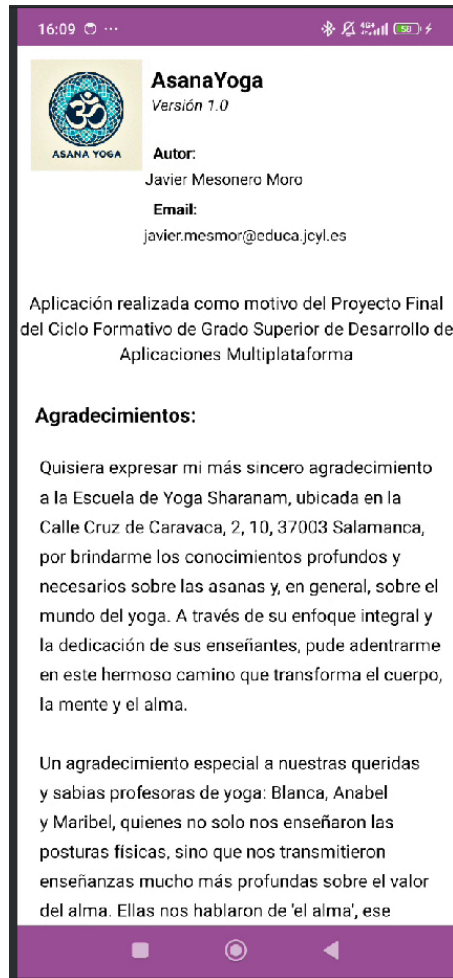 16:09
58
AsanaYoga
Versión 1.0
ASANA YOGA
Autor:
Javier Mesonero Moro
Email:
javier.mesmor@educa.jcyl.es
Aplicación realizada como motivo del Proyecto Final
del Ciclo Formativo de Grado Superior de Desarrollo de
Aplicaciones Multiplataforma
Agradecimientos:
Quisiera expresar mi más sincero agradecimiento
a la Escuela de Yoga Sharanam, ubicada en la
Calle Cruz de Caravaca, 2, 10, 37003 Salamanca,
por brindarme los conocimientos profundos y
necesarios sobre las asanas y, en general, sobre el
mundo del yoga. A través de su enfoque integral y
la dedicación de sus enseñantes, pude adentrarme
en este hermoso camino que transforma el cuerpo,
la mente y el alma.
Un agradecimiento especial a nuestras queridas
y sabias profesoras de yoga: Blanca, Anabel
y Maribel, quienes no solo nos enseñaron las
posturas físicas, sino que nos transmitieron
enseñanzas mucho más profundas sobre el valor
del alma. Ellas nos hablaron de 'el alma', ese